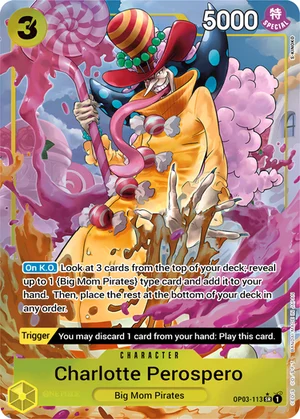 3
5000
特
SPECIAL
On K.O. Look at 3 cards from the top of your deck, reveal
up to 1 {Big Mom Pirates} type card and add it to your
hand. Then, place the rest at the bottom of your deck in
any order.
Trigger You may discard 1 card from your hand: Play this card.
CHARACTER
Charlotte Perospero
Big Mom Pirates
OP03-113 1